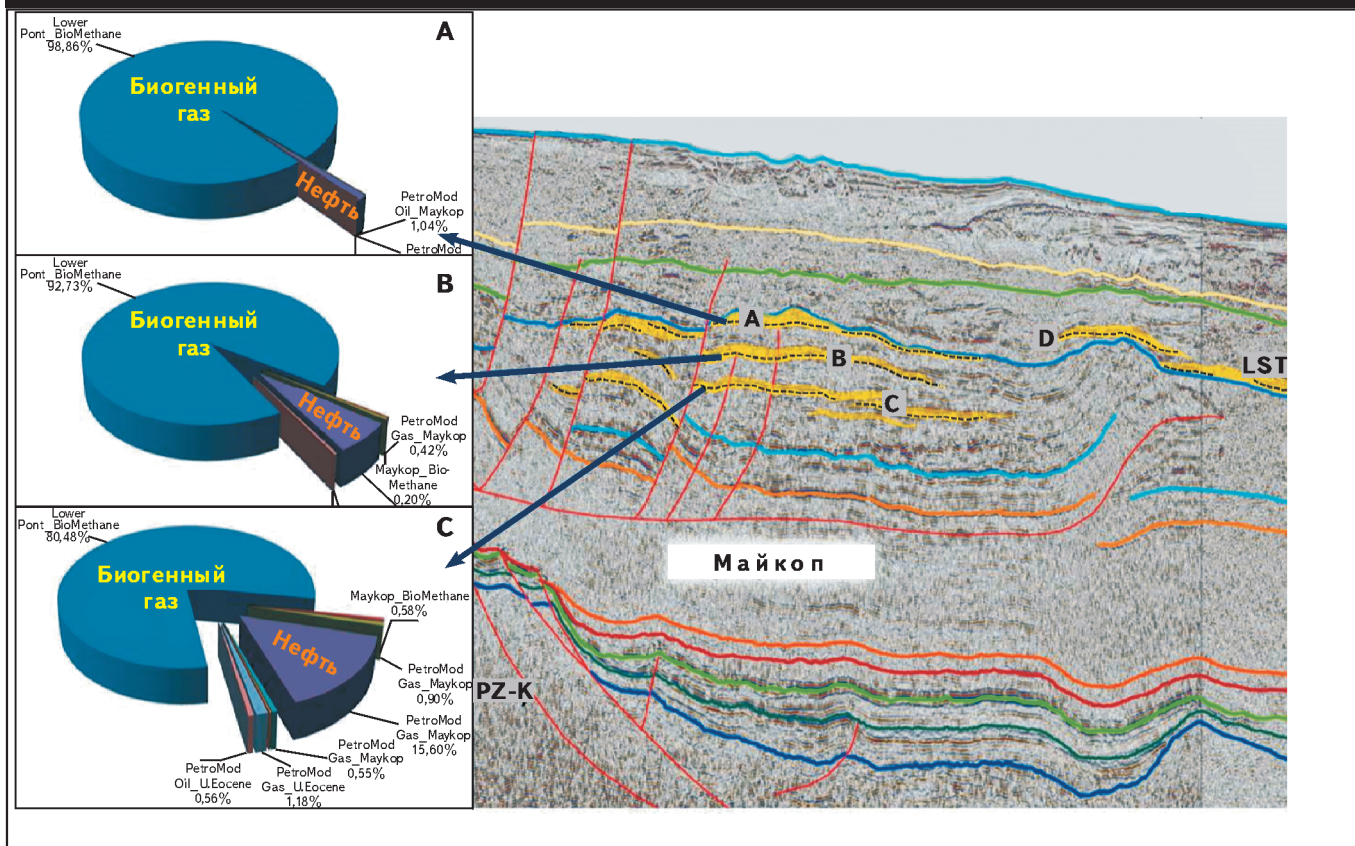 A
Lower
Pont_BioMethane
98,86%
Биогенный
газ
Нефть
PetroMod
Oil_Maykop
1,04%
PetroMod
B
Lower
Pont_BioMethane
92,73%
Биогенный
газ
Нефть
PetroMod
Gas_Maykop
0,42%
Maykop_Bio-
Methane
0,20%
C
Lower
Pont_BioMethane
80,48%
Биогенный
газ
Нефть
Maykop_BioMethane
0,58%
PetroMod
Gas_Maykop
0,90%
PetroMod
Gas_Maykop
15,60%
PetroMod
Gas_Maykop
0,55%
PetroMod
Gas_U.Eocene
1,18%
PetroMod
Oil_U.Eocene
0,56%
A
B
C
D
LST
Майкоп
PZ-K